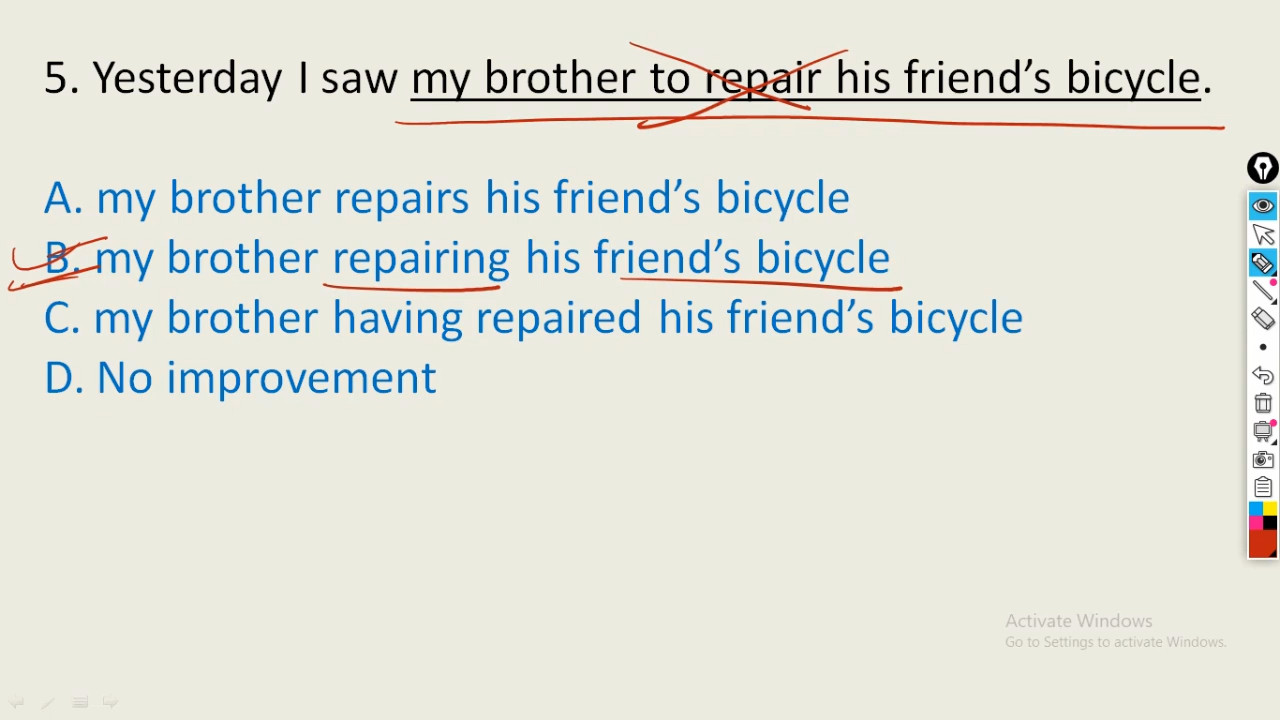 5. Yesterday I saw my brother to repair his friend’s bicycle.
A. my brother repairs his friend’s bicycle
B. my brother repairing his friend’s bicycle
C. my brother having repaired his friend’s bicycle
D. No improvement
Activate Windows
Go to Settings to activate Windows.